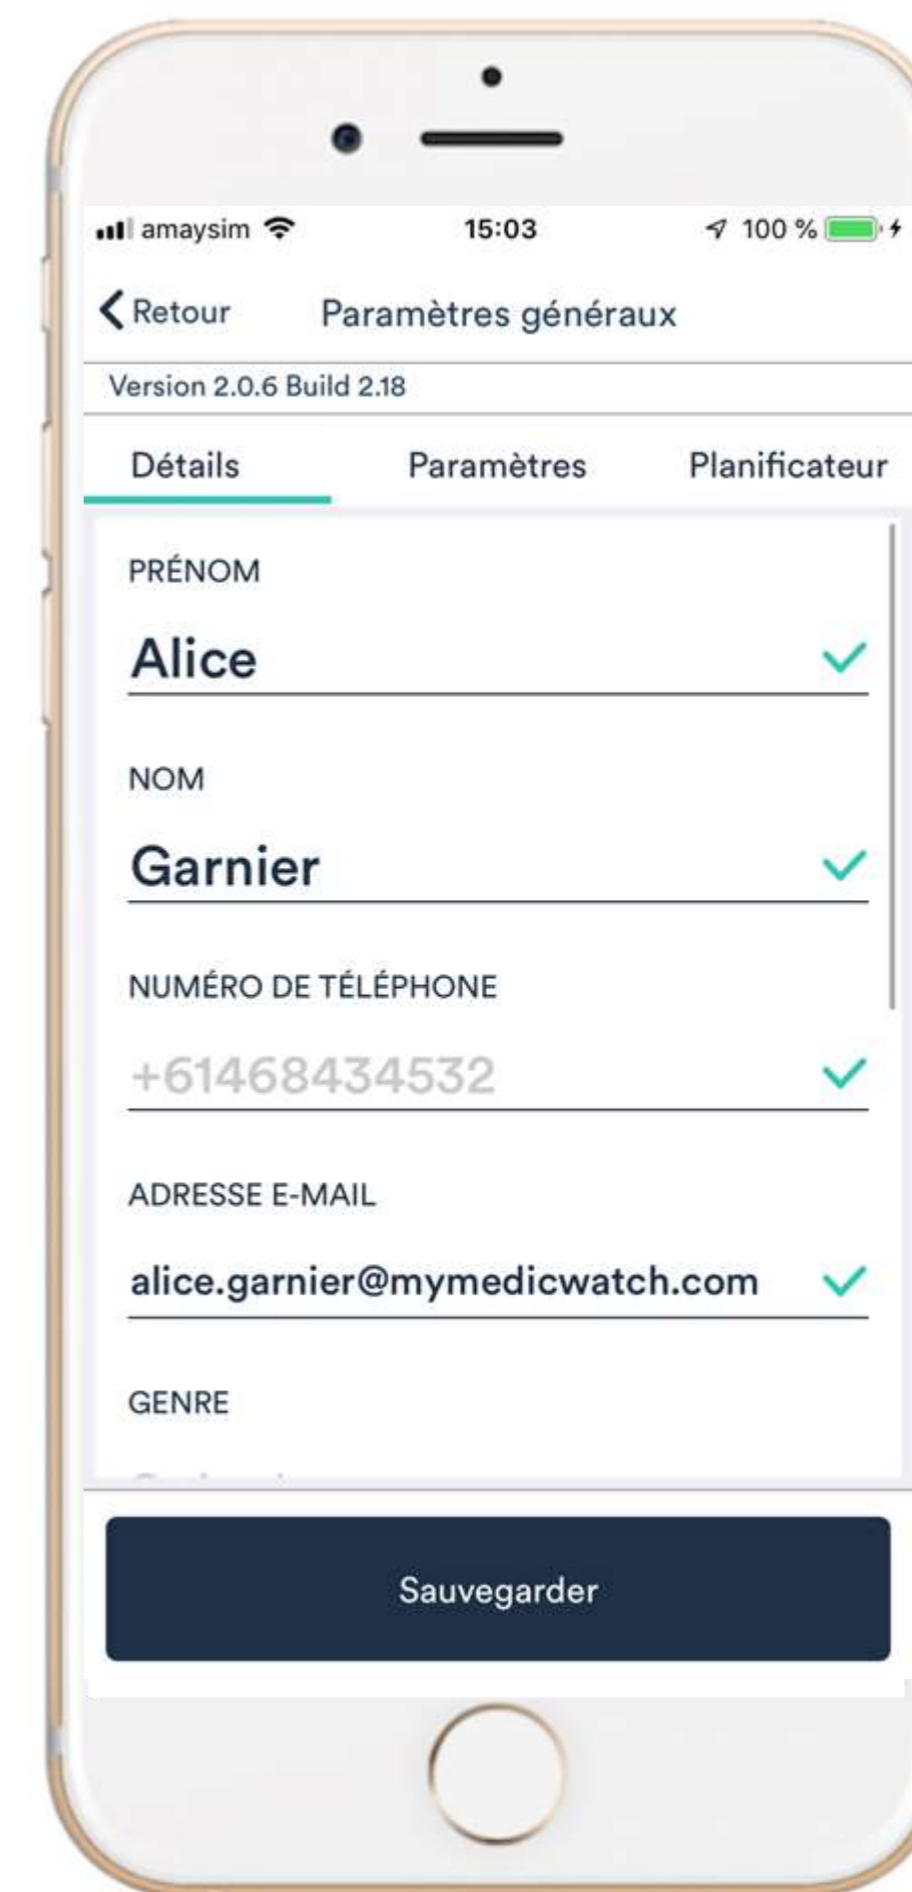 amaysim 15:03 100 %
Retour Paramètres généraux
Version 2.0.6 Build 2.18
Détails Paramètres Planificateur
PRÉNOM
Alice
NOM
Garnier
NUMÉRO DE TÉLÉPHONE
+61468434532
ADRESSE E-MAIL
alice.garnier@mymedicwatch.com
GENRE
Sauvegarder